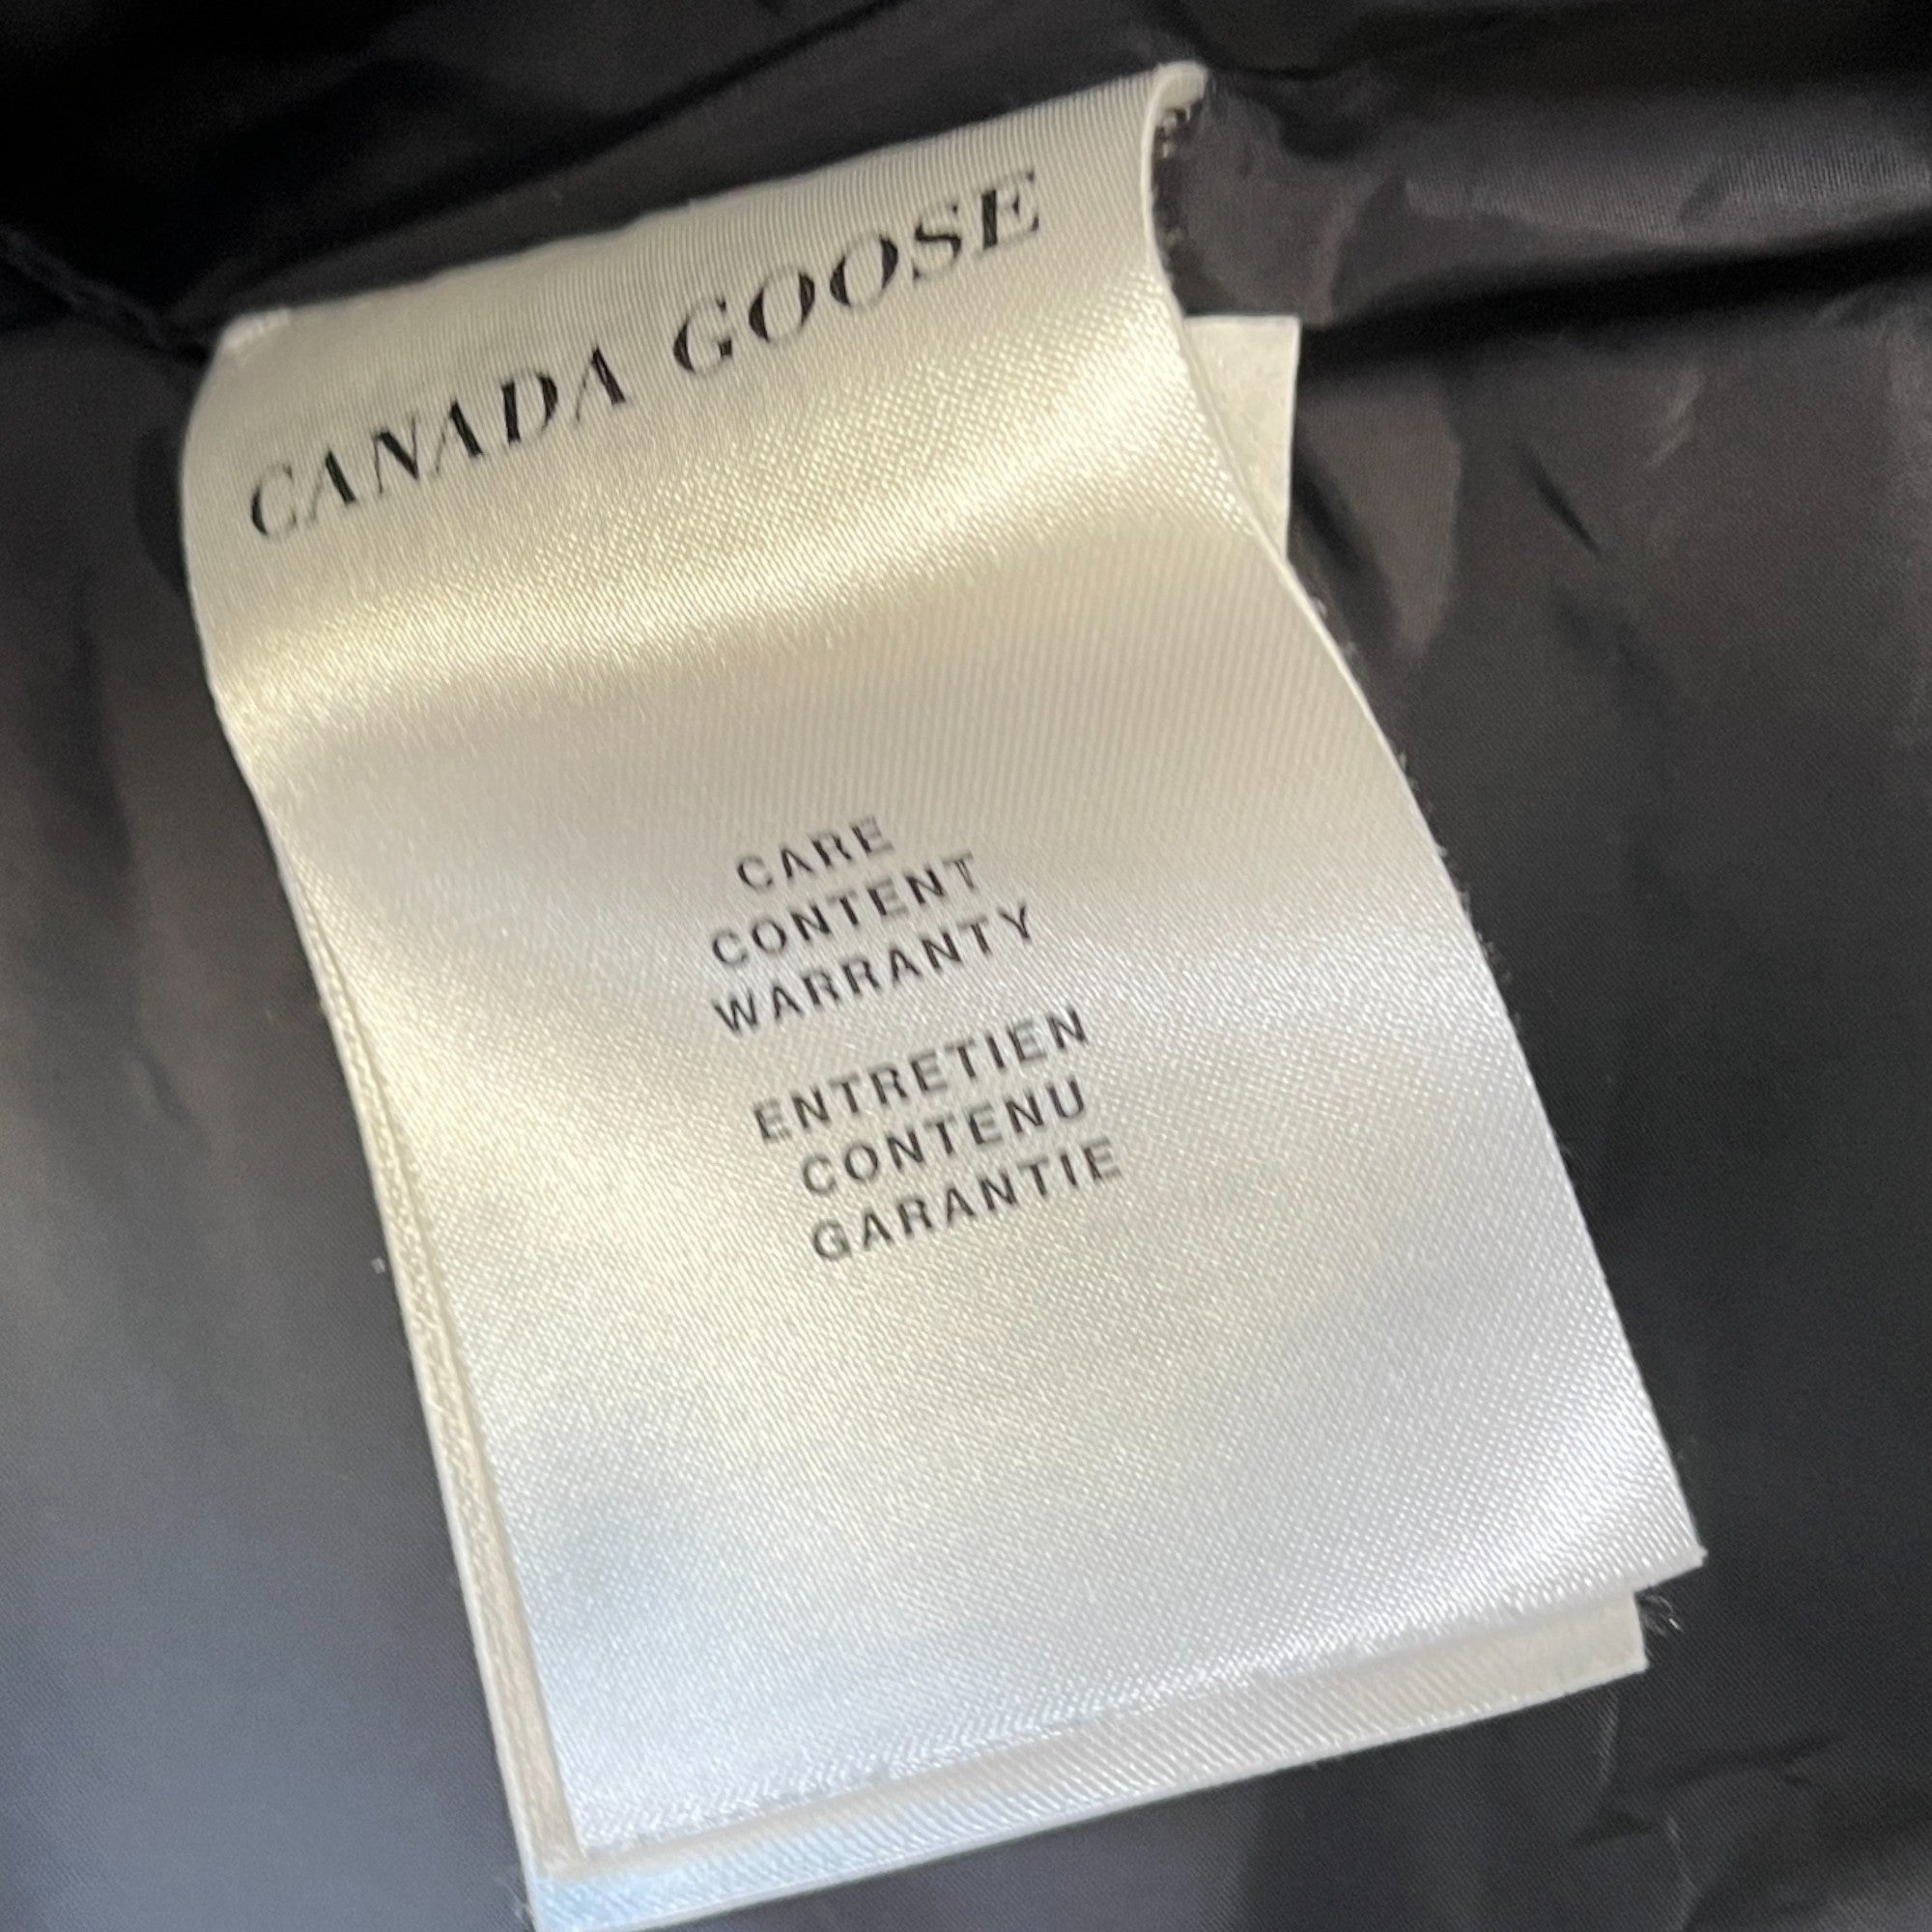 CANADA GOOSE
CARE
CONTENT
WARRANTY
ENTRETIEN
CONTENU
GARANTIE